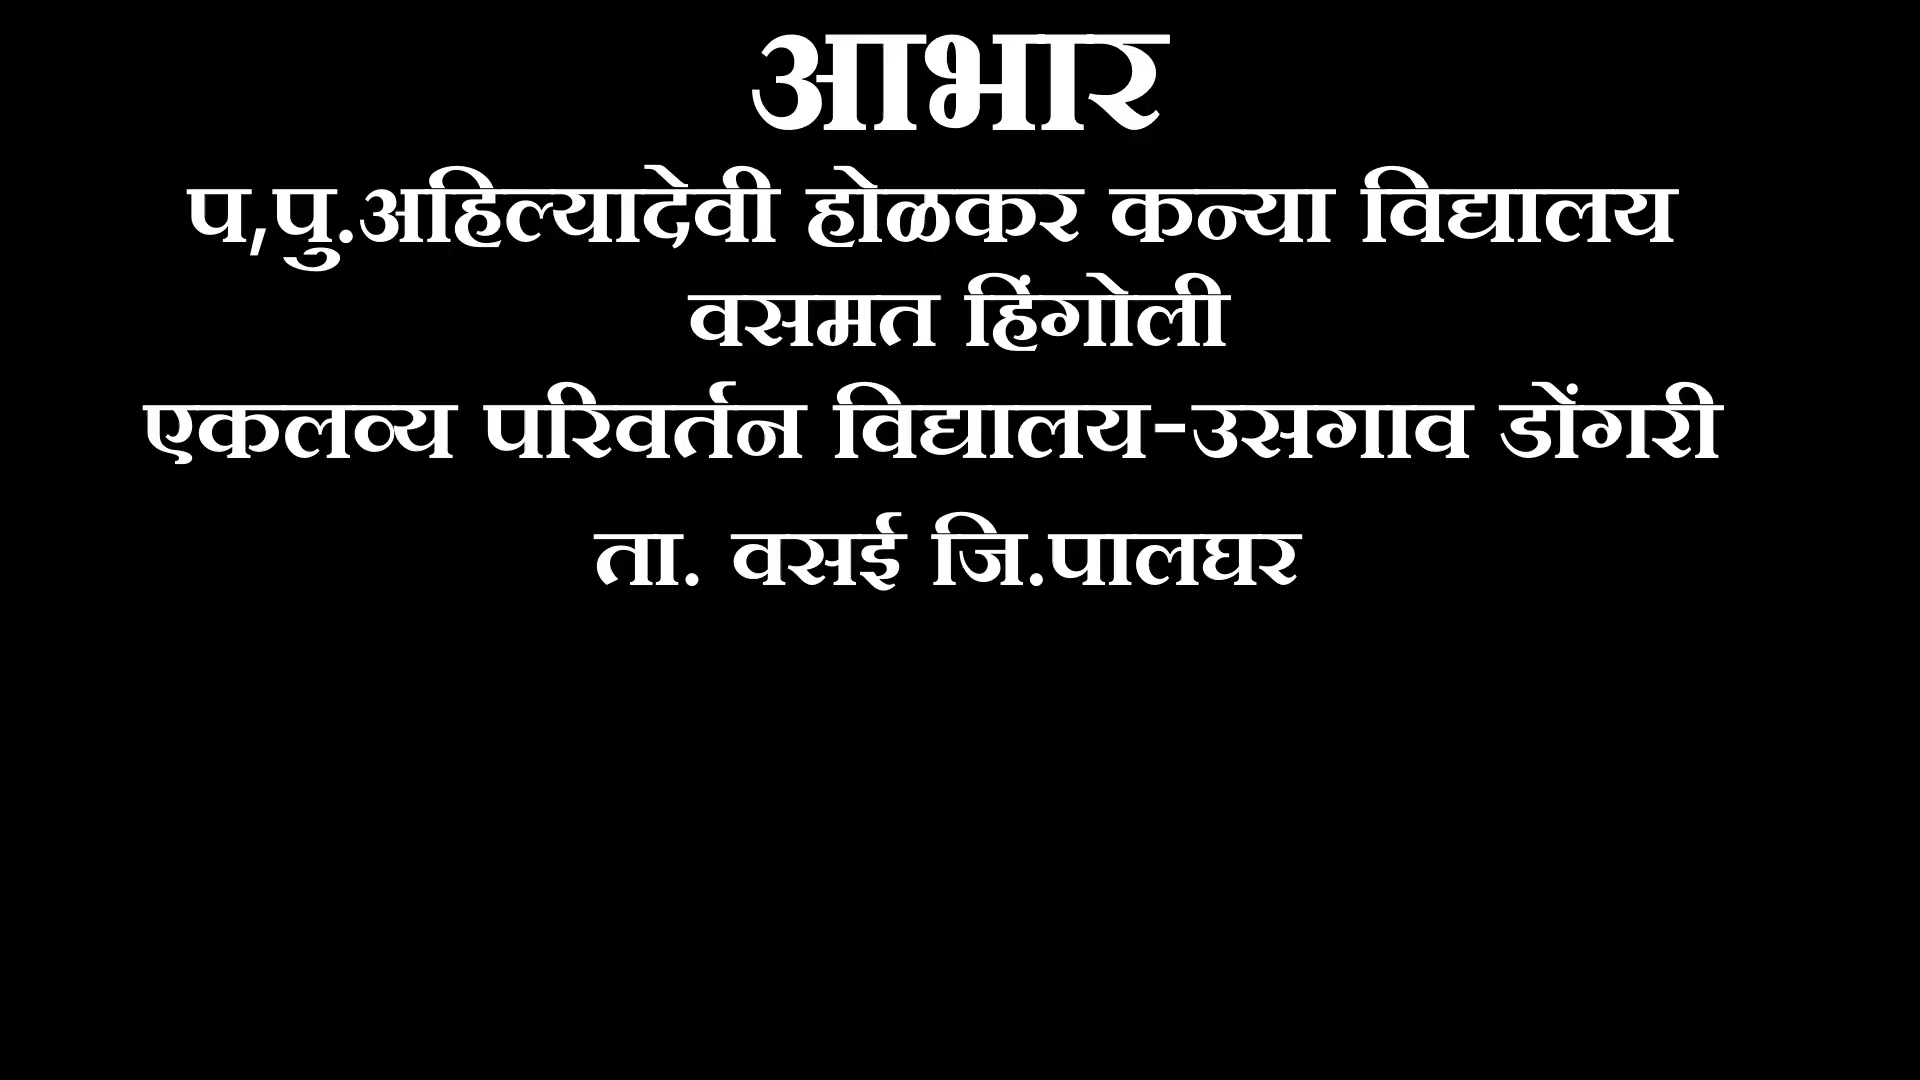 आभार
प,पु.अहिल्यादेवी होळकर कन्या विद्यालय
वसमत हिंगोली
एकलव्य परिवर्तन विद्यालय-उसगाव डोंगरी
ता. वसई जि.पालघर